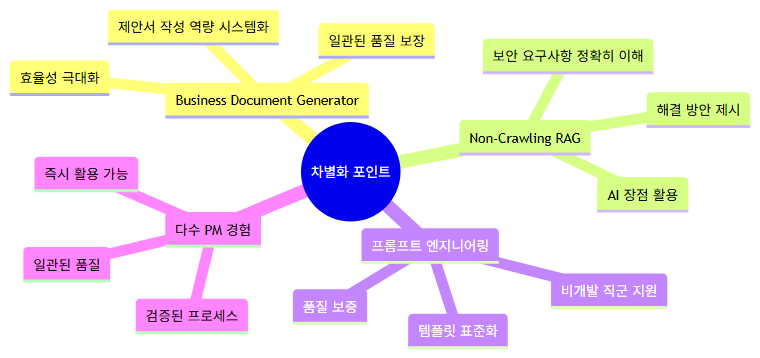 차별화 포인트
Business Document Generator
제안서 작성 역량 시스템화
일관된 품질 보장
효율성 극대화
Non-Crawling RAG
보안 요구사항 정확히 이해
해결 방안 제시
AI 장점 활용
프롬프트 엔지니어링
비개발 직군 지원
템플릿 표준화
품질 보증
다수 PM 경험
즉시 활용 가능
일관된 품질
검증된 프로세스